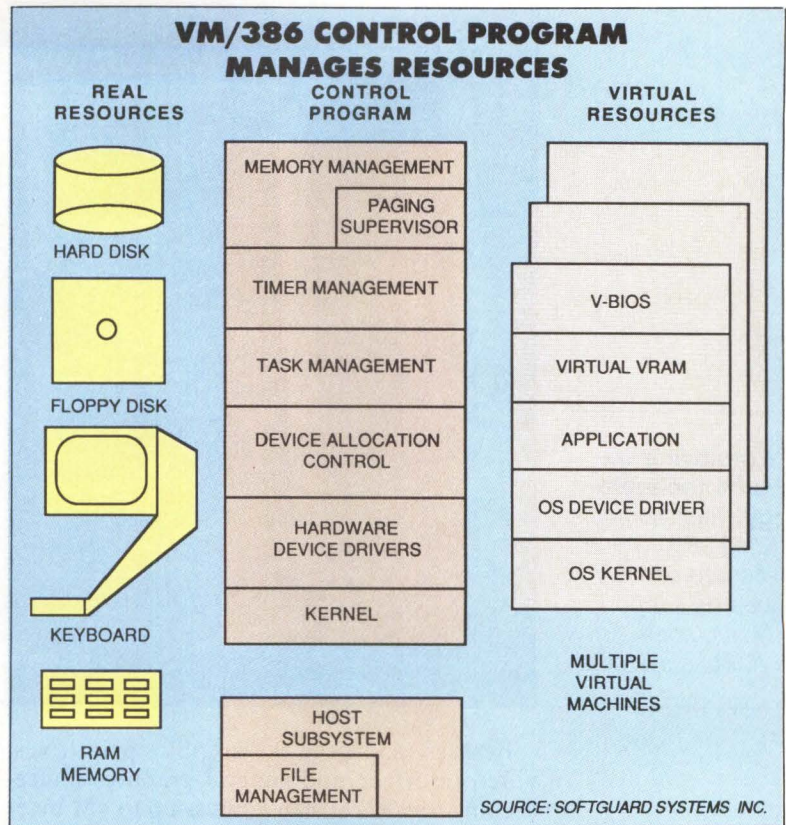 VM/386 CONTROL PROGRAM
MANAGES RESOURCES
REAL
RESOURCES
HARD DISK
FLOPPY DISK
KEYBOARD
RAM
MEMORY
CONTROL
PROGRAM
MEMORY MANAGEMENT
PAGING
SUPERVISOR
TIMER MANAGEMENT
TASK MANAGEMENT
DEVICE ALLOCATION
CONTROL
HARDWARE
DEVICE DRIVERS
KERNEL
HOST
SUBSYSTEM
FILE
MANAGEMENT
VIRTUAL
RESOURCES
V-BIOS
VIRTUAL VRAM
APPLICATION
OS DEVICE DRIVER
OS KERNEL
MULTIPLE
VIRTUAL
MACHINES
SOURCE: SOFTGUARD SYSTEMS INC.